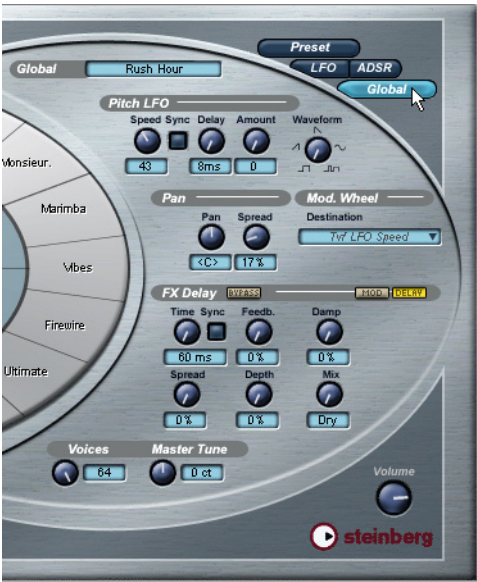 Preset
LFO ADSR
Global
Global Rush Hour
Pitch LFO
Speed Sync Delay Amount Waveform
43 8ms 0
Monsieur.
Marimba
Vibes
Firewire
Ultimate
Pan Mod. Wheel
Pan Spread Destination
<C> 17% Tvf LFO Speed
FX Delay BYPASS MOD DELAY
Time Sync Feedb. Damp
60 ms 0% 0%
Spread Depth Mix
0% 0% Dry
Voices Master Tune
64 0 ct
Volume
steinberg